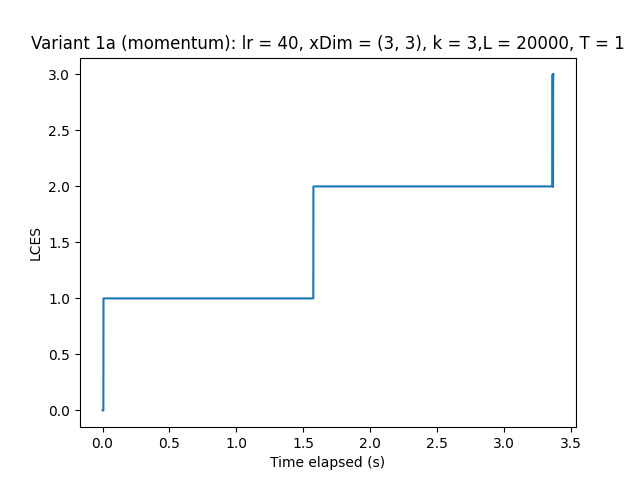 Variant 1a (momentum): lr = 40, xDim = (3, 3), k = 3,L = 20000, T = 1
3.0
2.5
2.0
1.5
1.0
0.5
0.0
LCES
0.0 0.5 1.0 1.5 2.0 2.5 3.0 3.5
Time elapsed (s)